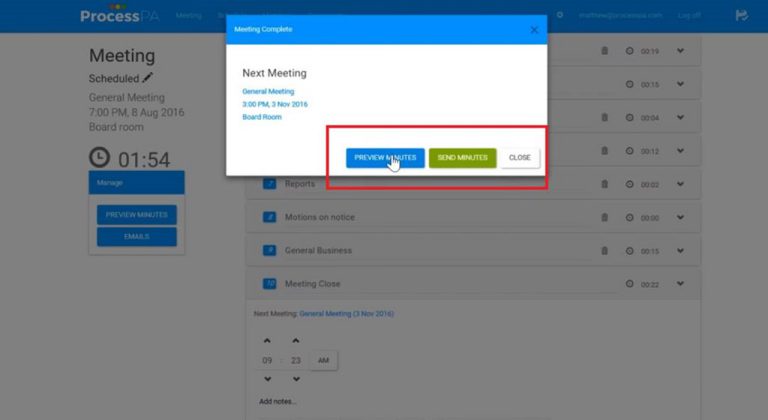 ProcessPA
Meeting
matthew@processpa.com
Log off
Meeting
Scheduled
General Meeting
7:00 PM, 8 Aug 2016
Board room
01:54
Manage
PREVIEW MINUTES
EMAILS
Meeting Complete
Next Meeting
General Meeting
3:00 PM, 3 Nov 2016
Board Room
PREVIEW MINUTES
SEND MINUTES
CLOSE
00:19
00:15
00:04
00:12
7 Reports 00:02
8 Motions on notice 00:00
9 General Business 00:15
10 Meeting Close 00:22
Next Meeting: General Meeting (3 Nov 2016)
09 : 23 AM
Add notes...